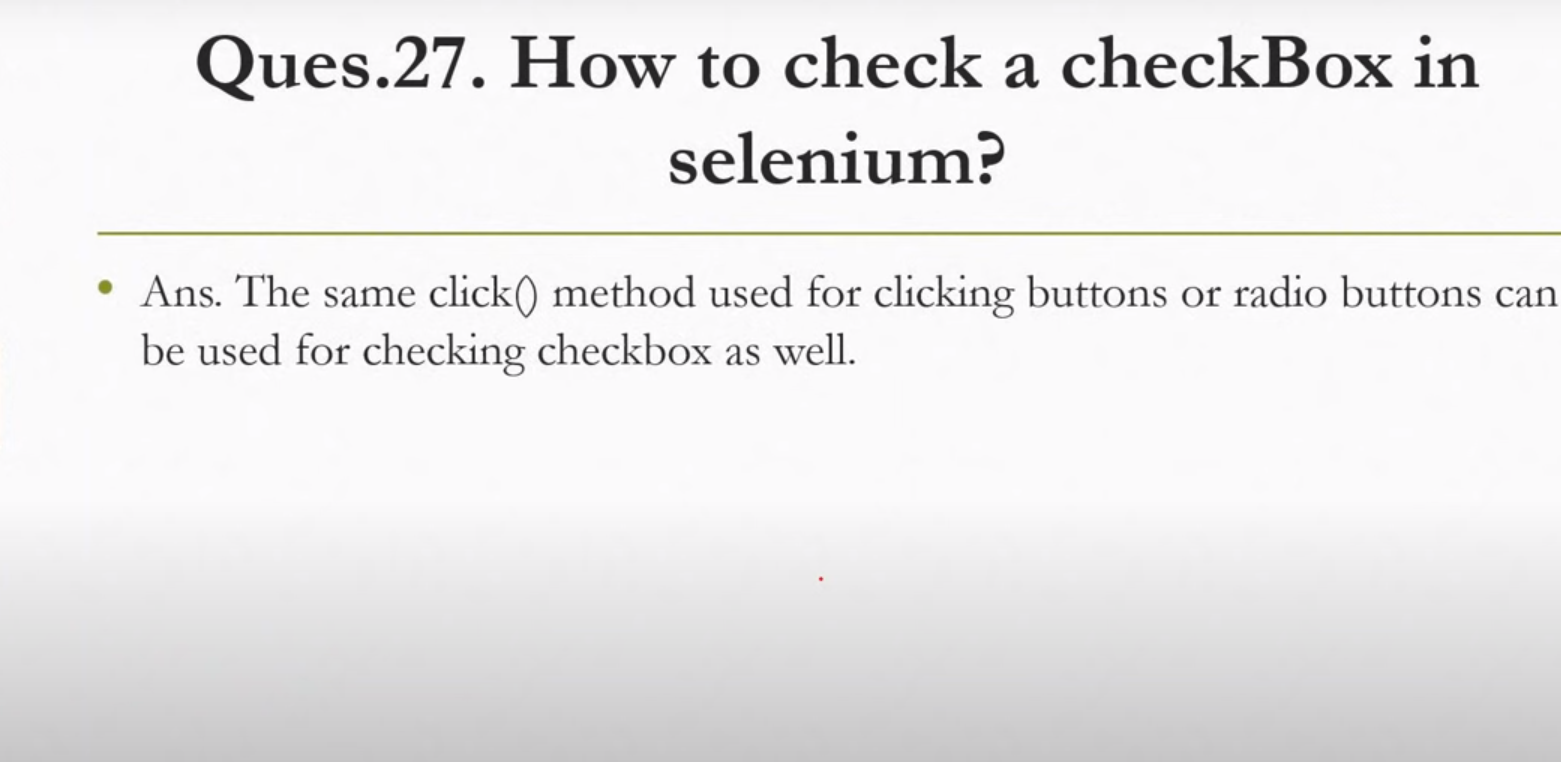 Ques.27. How to check a checkBox in
selenium?
• Ans. The same click() method used for clicking buttons or radio buttons can
be used for checking checkbox as well.